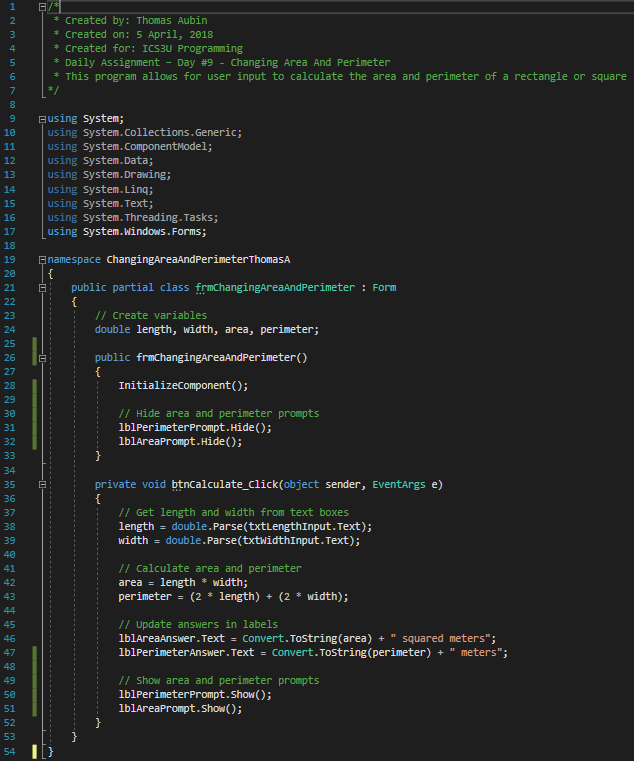 1 /*
2 * Created by: Thomas Aubin
3 * Created on: 5 April, 2018
4 * Created for: ICS3U Programming
5 * Daily Assignment - Day #9 - Changing Area And Perimeter
6 * This program allows for user input to calculate the area and perimeter of a rectangle or square
7 */
8
9 using System;
10 using System.Collections.Generic;
11 using System.ComponentModel;
12 using System.Data;
13 using System.Drawing;
14 using System.Linq;
15 using System.Text;
16 using System.Threading.Tasks;
17 using System.Windows.Forms;
18
19 namespace ChangingAreaAndPerimeterThomasA
20 {
21 public partial class frmChangingAreaAndPerimeter : Form
22 {
23 // Create variables
24 double length, width, area, perimeter;
25
26 public frmChangingAreaAndPerimeter()
27 {
28 InitializeComponent();
29
30 // Hide area and perimeter prompts
31 lblPerimeterPrompt.Hide();
32 lblAreaPrompt.Hide();
33 }
34
35 private void btnCalculate_Click(object sender, EventArgs e)
36 {
37 // Get length and width from text boxes
38 length = double.Parse(txtLengthInput.Text);
39 width = double.Parse(txtWidthInput.Text);
40
41 // Calculate area and perimeter
42 area = length * width;
43 perimeter = (2 * length) + (2 * width);
44
45 // Update answers in labels
46 lblAreaAnswer.Text = Convert.ToString(area) + " squared meters";
47 lblPerimeterAnswer.Text = Convert.ToString(perimeter) + " meters";
48
49 // Show area and perimeter prompts
50 lblPerimeterPrompt.Show();
51 lblAreaPrompt.Show();
52 }
53 }
54 }